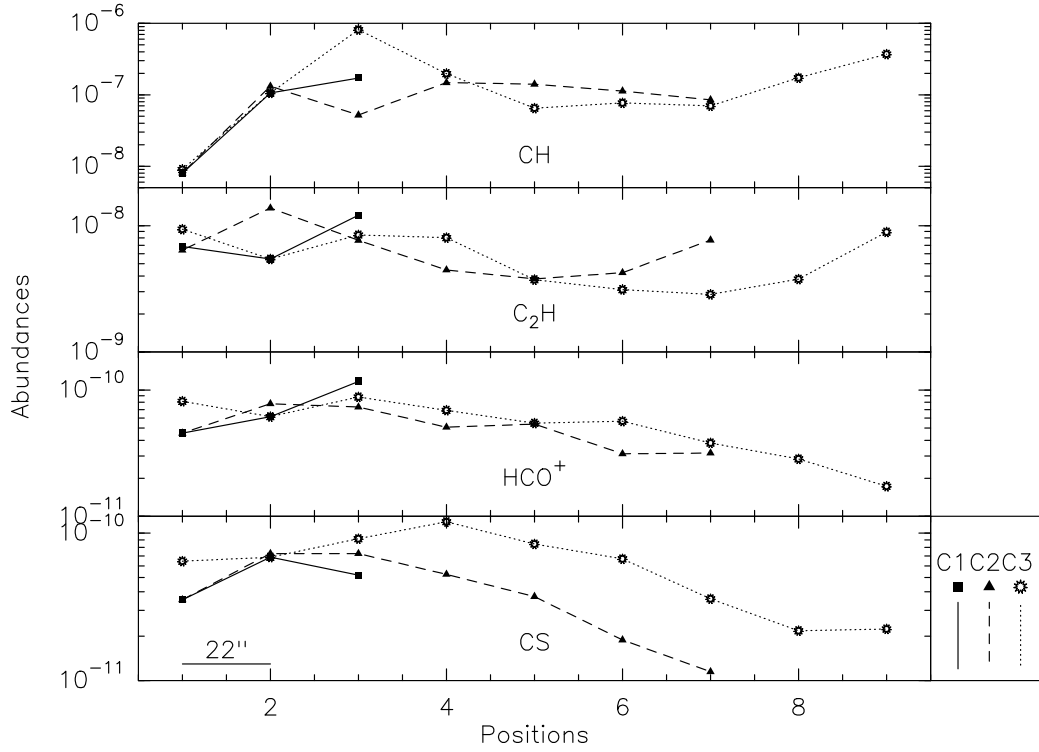 10⁻⁶
10⁻⁷
10⁻⁸
CH
10⁻⁸
10⁻⁹
C₂H
10⁻¹⁰
10⁻¹¹
HCO⁺
10⁻¹⁰
10⁻¹¹
CS
22"
Abundances
2 4 6 8
Positions
C1 C2 C3